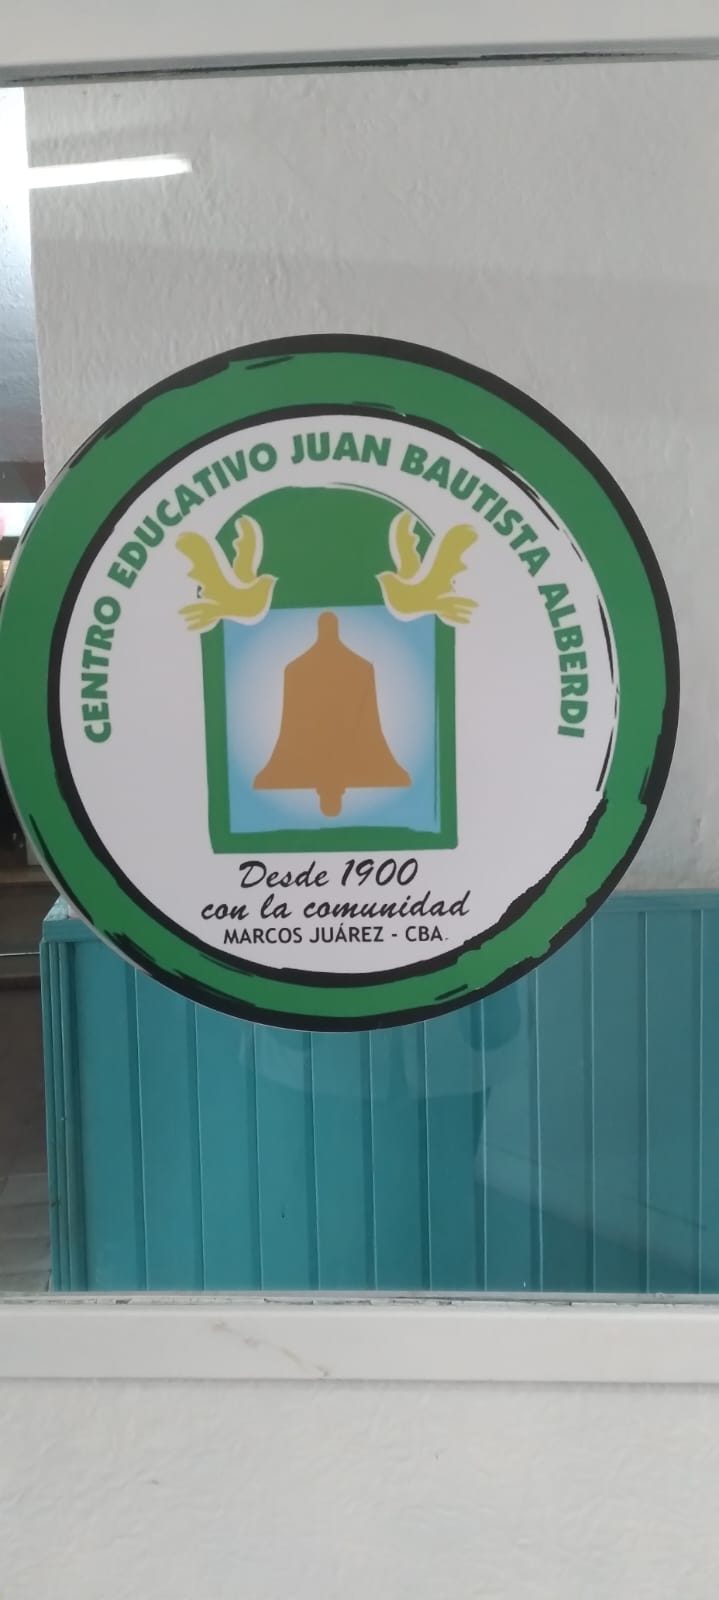 CENTRO EDUCATIVO JUAN BAUTISTA ALBERDI
Desde 1900
con la comunidad
MARCOS JUÁREZ - CBA.